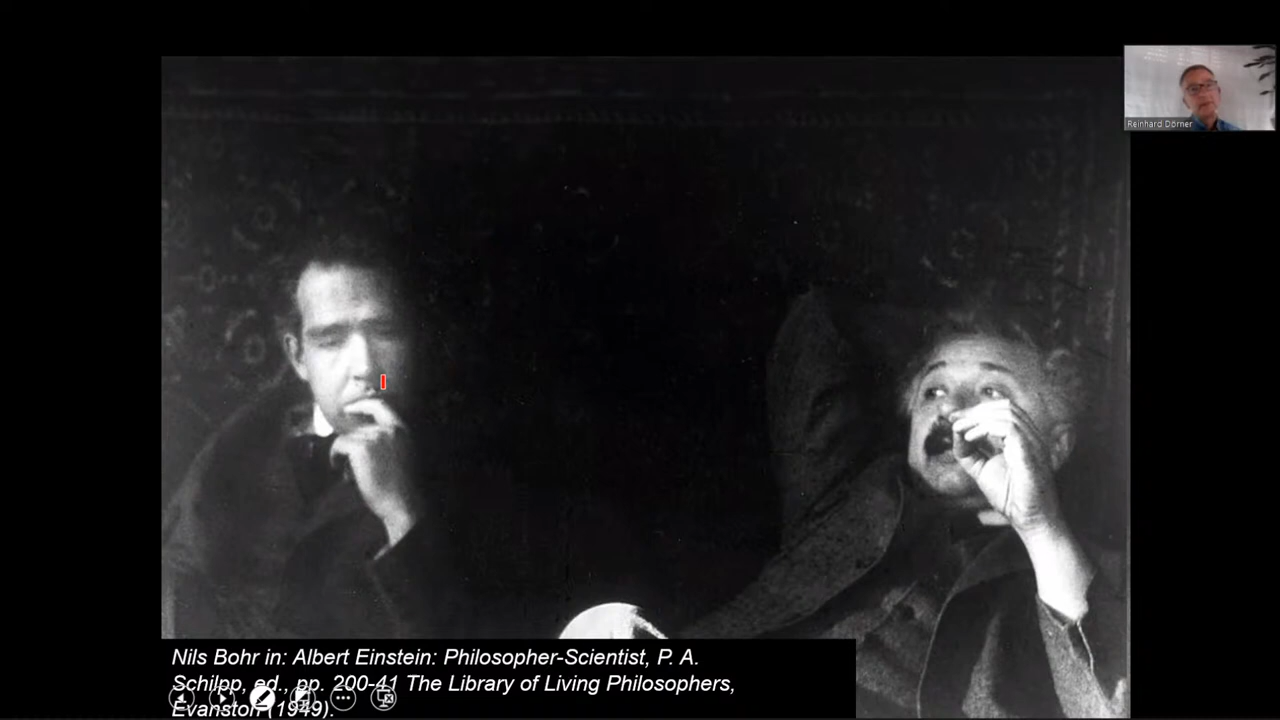 Reinhard Dörner
Nils Bohr in: Albert Einstein: Philosopher-Scientist, P. A.
Schilpp, ed., pp. 200-41 The Library of Living Philosophers,
Evanston (1949).